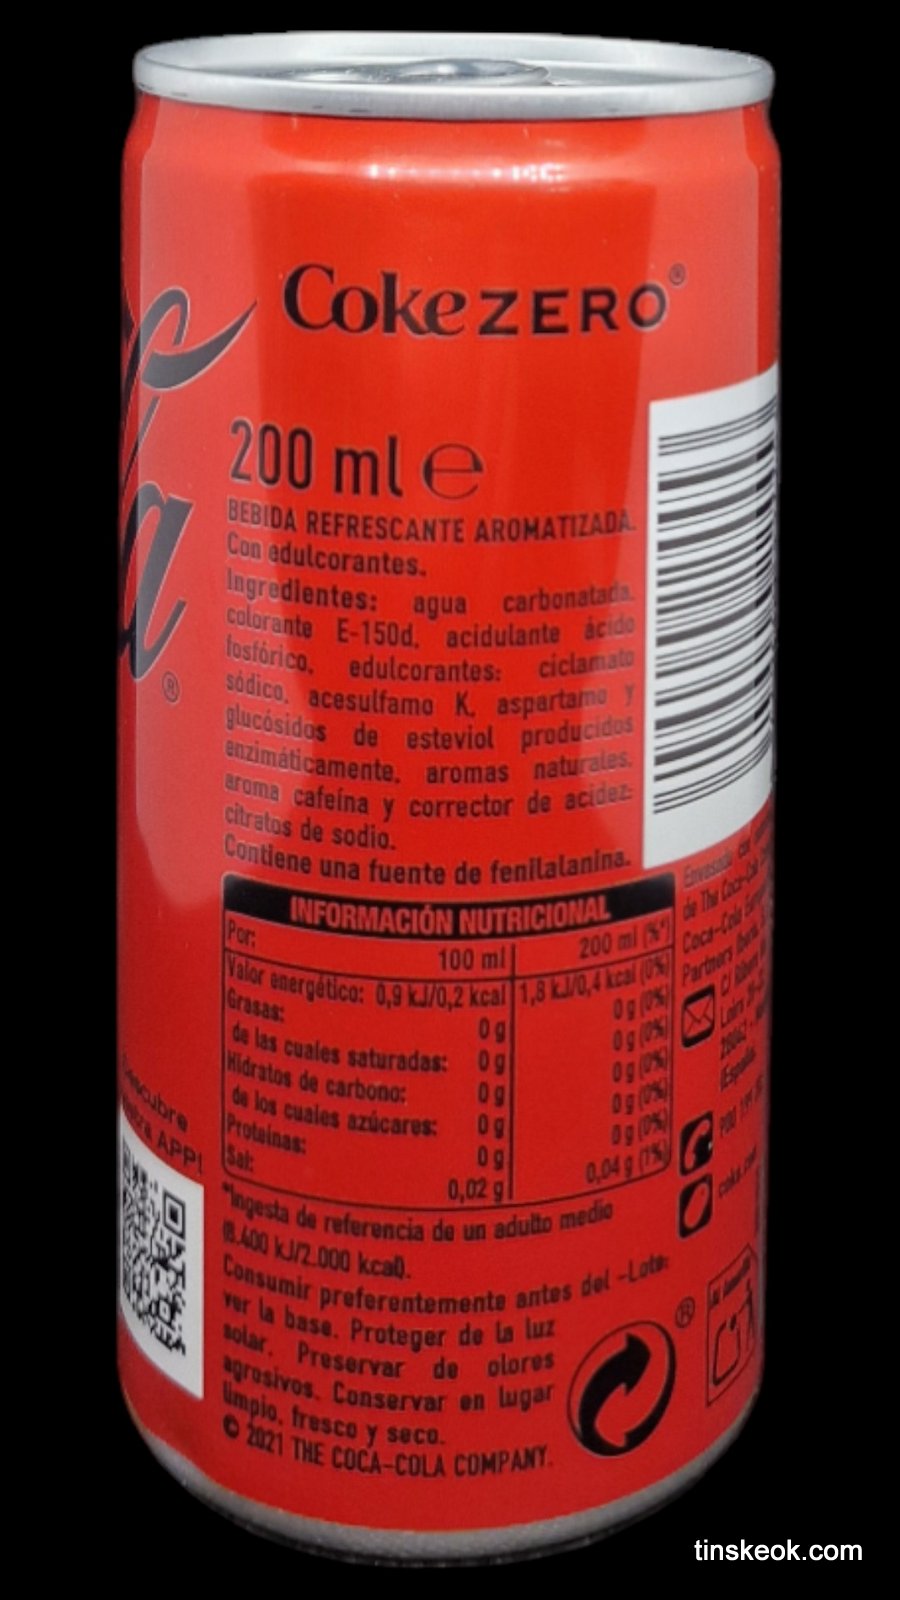 Coke ZERO®
200 ml e
BEBIDA REFRESCANTE AROMATIZADA.
Con edulcorantes.
Ingredientes: agua carbonatada,
colorante E-150d, acidulante ácido
fosfórico, edulcorantes: ciclamato
sódico, acesulfamo K, aspartamo y
glucósidos de esteviol producidos
enzimáticamente, aromas naturales,
aroma cafeína y corrector de acidez:
citratos de sodio.
Contiene una fuente de fenilalanina.
INFORMACIÓN NUTRICIONAL
Por: 100 ml 200 ml (%*)
Valor energético: 0,9 kJ/0,2 kcal 1,8 kJ/0,4 kcal (0%)
Grasas: 0 g 0 g (0%)
de las cuales saturadas: 0 g 0 g (0%)
Hidratos de carbono: 0 g 0 g (0%)
de los cuales azúcares: 0 g 0 g (0%)
Proteínas: 0 g 0 g (0%)
Sal: 0,02 g 0,04 g (1%)
*Ingesta de referencia de un adulto medio
(8.400 kJ/2.000 kcal).
Consumir preferentemente antes del -Lote:
ver la base. Proteger de la luz
solar. Preservar de olores
agresivos. Conservar en lugar
limpio, fresco y seco.
© 2021 THE COCA-COLA COMPANY.
®
Envasado
de The Coca-Cola
Coca-Cola
Partners
C/
®
APP!
tinskeok.com